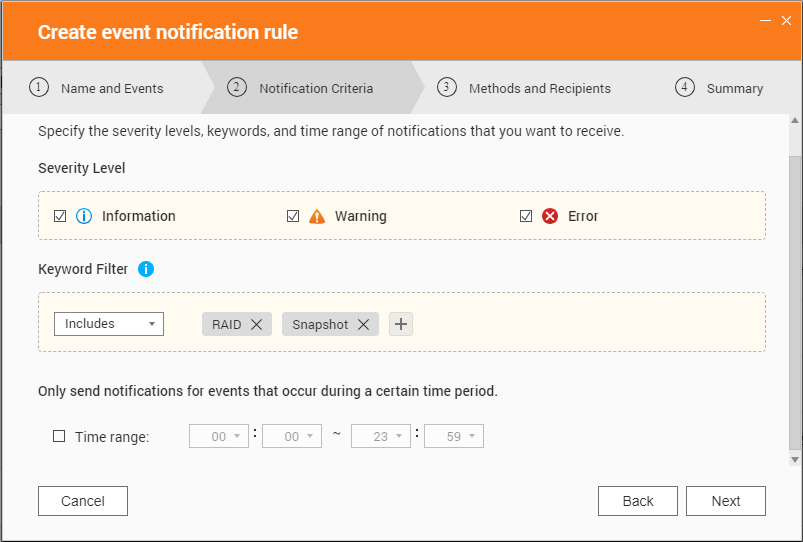 Create event notification rule
1 Name and Events 2 Notification Criteria 3 Methods and Recipients 4 Summary
Specify the severity levels, keywords, and time range of notifications that you want to receive.
Severity Level
Information Warning Error
Keyword Filter
Includes RAID Snapshot
Only send notifications for events that occur during a certain time period.
Time range: 00 : 00 ~ 23 : 59
Cancel Back Next